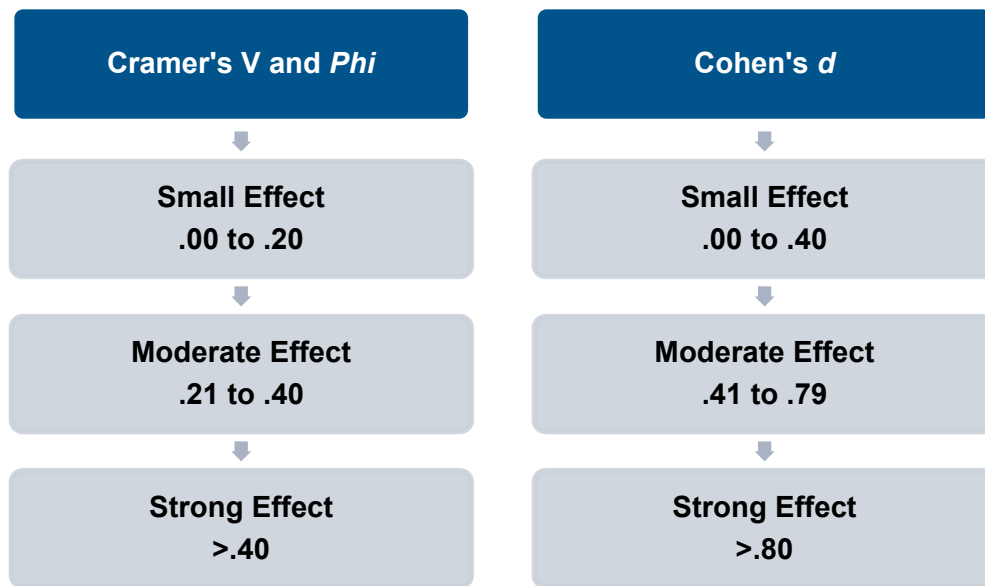 Cramer's V and Phi
Small Effect
.00 to .20
Moderate Effect
.21 to .40
Strong Effect
>.40
Cohen's d
Small Effect
.00 to .40
Moderate Effect
.41 to .79
Strong Effect
>.80